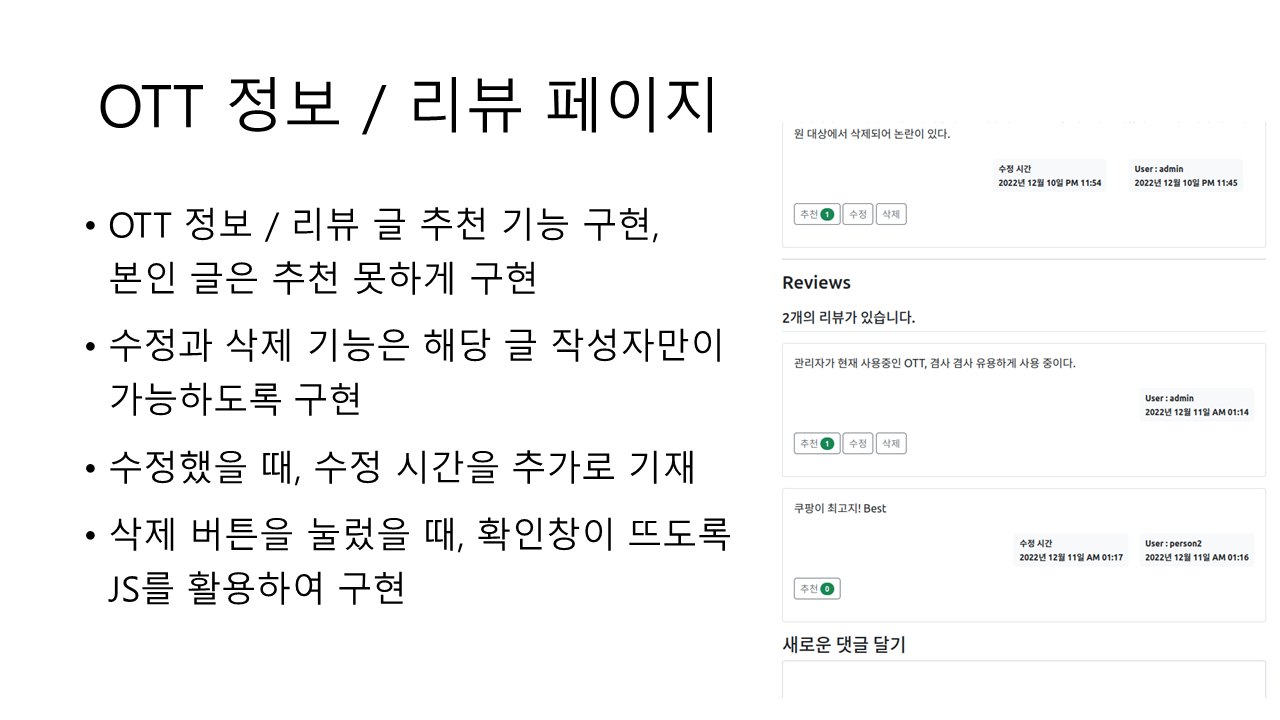 OTT 정보 / 리뷰 페이지
• OTT 정보 / 리뷰 글 추천 기능 구현,
본인 글은 추천 못하게 구현
• 수정과 삭제 기능은 해당 글 작성자만이
가능하도록 구현
• 수정했을 때, 수정 시간을 추가로 기재
• 삭제 버튼을 눌렀을 때, 확인창이 뜨도록
JS를 활용하여 구현
원 대상에서 삭제되어 논란이 있다.
수정 시간 User : admin
2022년 12월 10일 PM 11:54 2022년 12월 10일 PM 11:45
추천 1 수정 삭제
Reviews
2개의 리뷰가 있습니다.
관리자가 현재 사용중인 OTT, 겸사 겸사 유용하게 사용 중이다.
User : admin
2022년 12월 11일 AM 01:14
추천 1 수정 삭제
쿠팡이 최고지! Best
수정 시간 User : person2
2022년 12월 11일 AM 01:17 2022년 12월 11일 AM 01:16
추천 0
새로운 댓글 달기